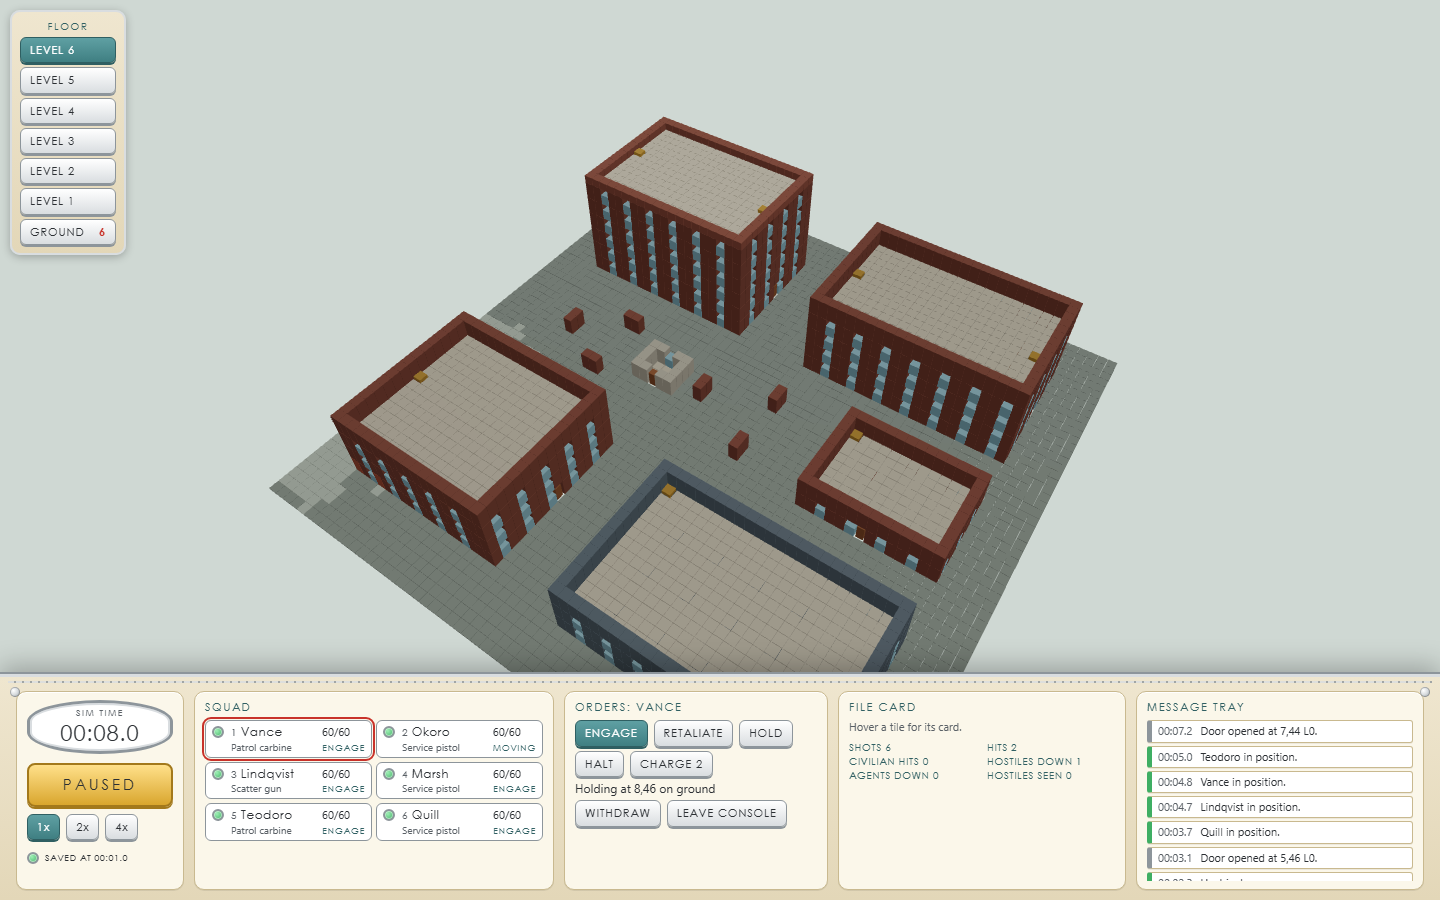 FLOOR
LEVEL 6
LEVEL 5
LEVEL 4
LEVEL 3
LEVEL 2
LEVEL 1
GROUND 6
SIM TIME
00:08.0
PAUSED
1x 2x 4x
SAVED AT 00:01.0
SQUAD
1 Vance 60/60
Patrol carbine ENGAGE
2 Okoro 60/60
Service pistol MOVING
3 Lindqvist 60/60
Scatter gun ENGAGE
4 Marsh 60/60
Service pistol ENGAGE
5 Teodoro 60/60
Patrol carbine ENGAGE
6 Quill 60/60
Service pistol ENGAGE
ORDERS: VANCE
ENGAGE RETALIATE HOLD
HALT CHARGE 2
Holding at 8,46 on ground
WITHDRAW LEAVE CONSOLE
FILE CARD
Hover a tile for its card.
SHOTS 6 HITS 2
CIVILIAN HITS 0 HOSTILES DOWN 1
AGENTS DOWN 0 HOSTILES SEEN 0
MESSAGE TRAY
00:07.2 Door opened at 7,44 L0.
00:05.0 Teodoro in position.
00:04.8 Vance in position.
00:04.7 Lindqvist in position.
00:03.7 Quill in position.
00:03.1 Door opened at 5,46 L0.